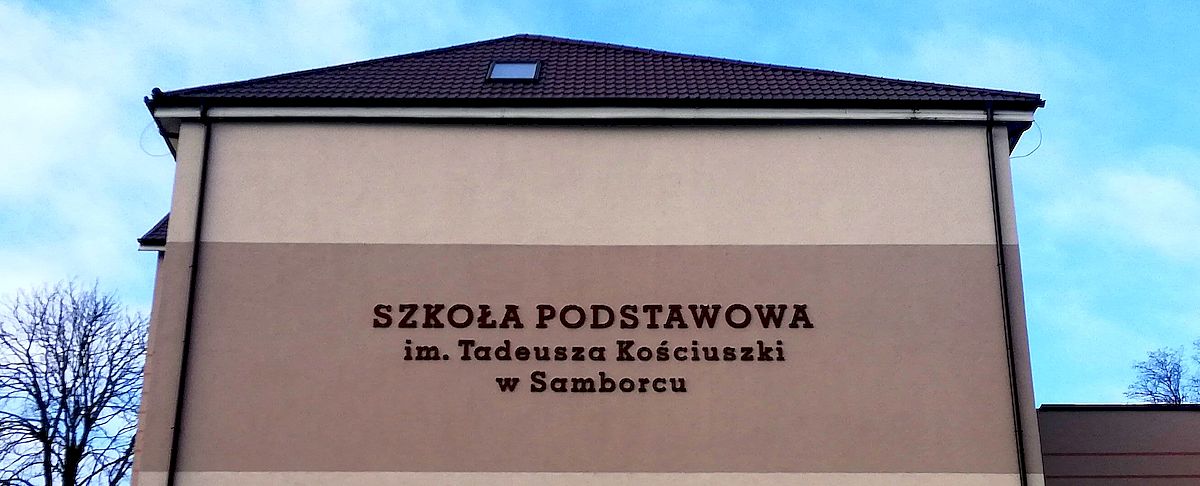 SZKOŁA PODSTAWOWA
im. Tadeusza Kościuszki
w Samborcu